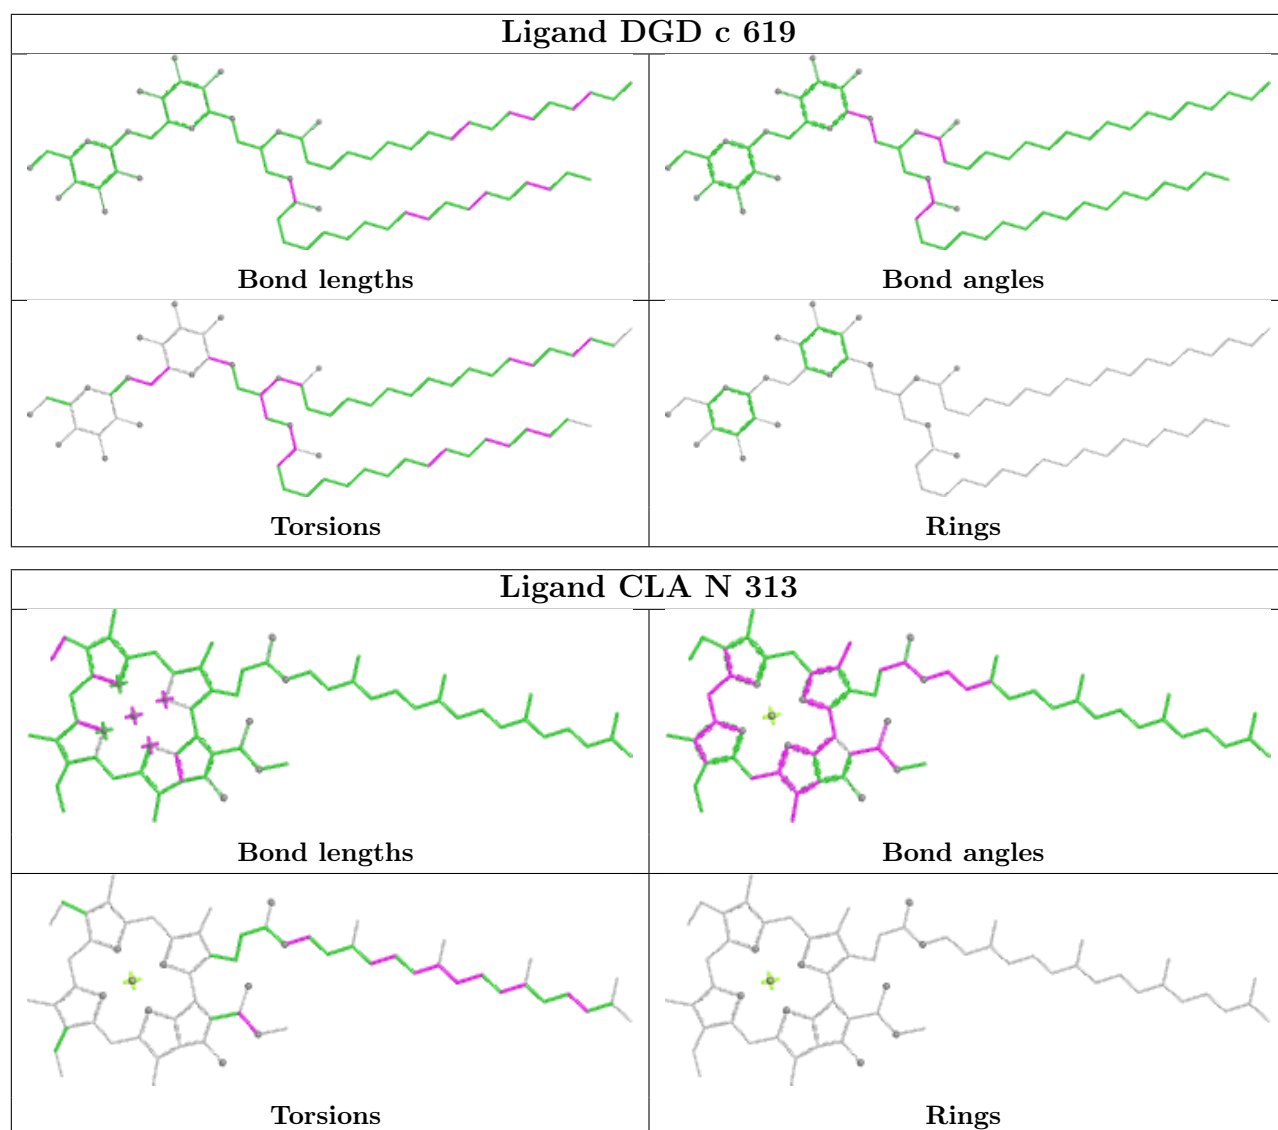 Ligand DGD c 619
Bond lengths
Bond angles
Torsions
Rings
Ligand CLA N 313
Bond lengths
Bond angles
Torsions
Rings